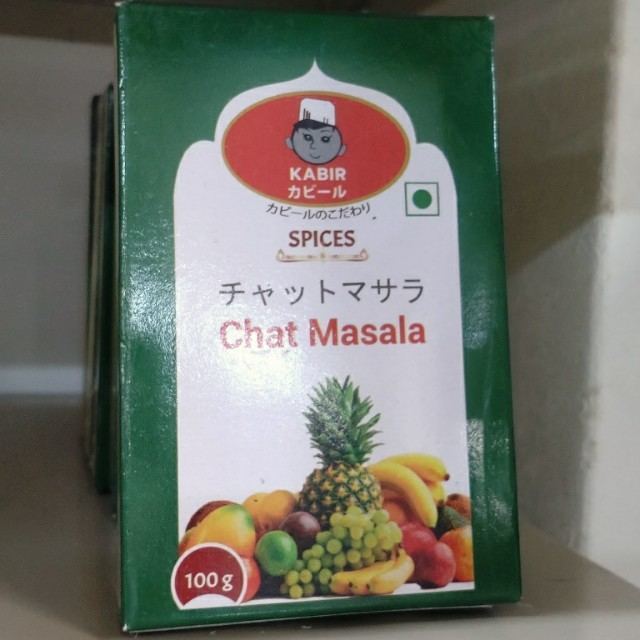 KABIR
カビール
カビールのこだわり
SPICES
チャットマサラ
Chat Masala
100 g